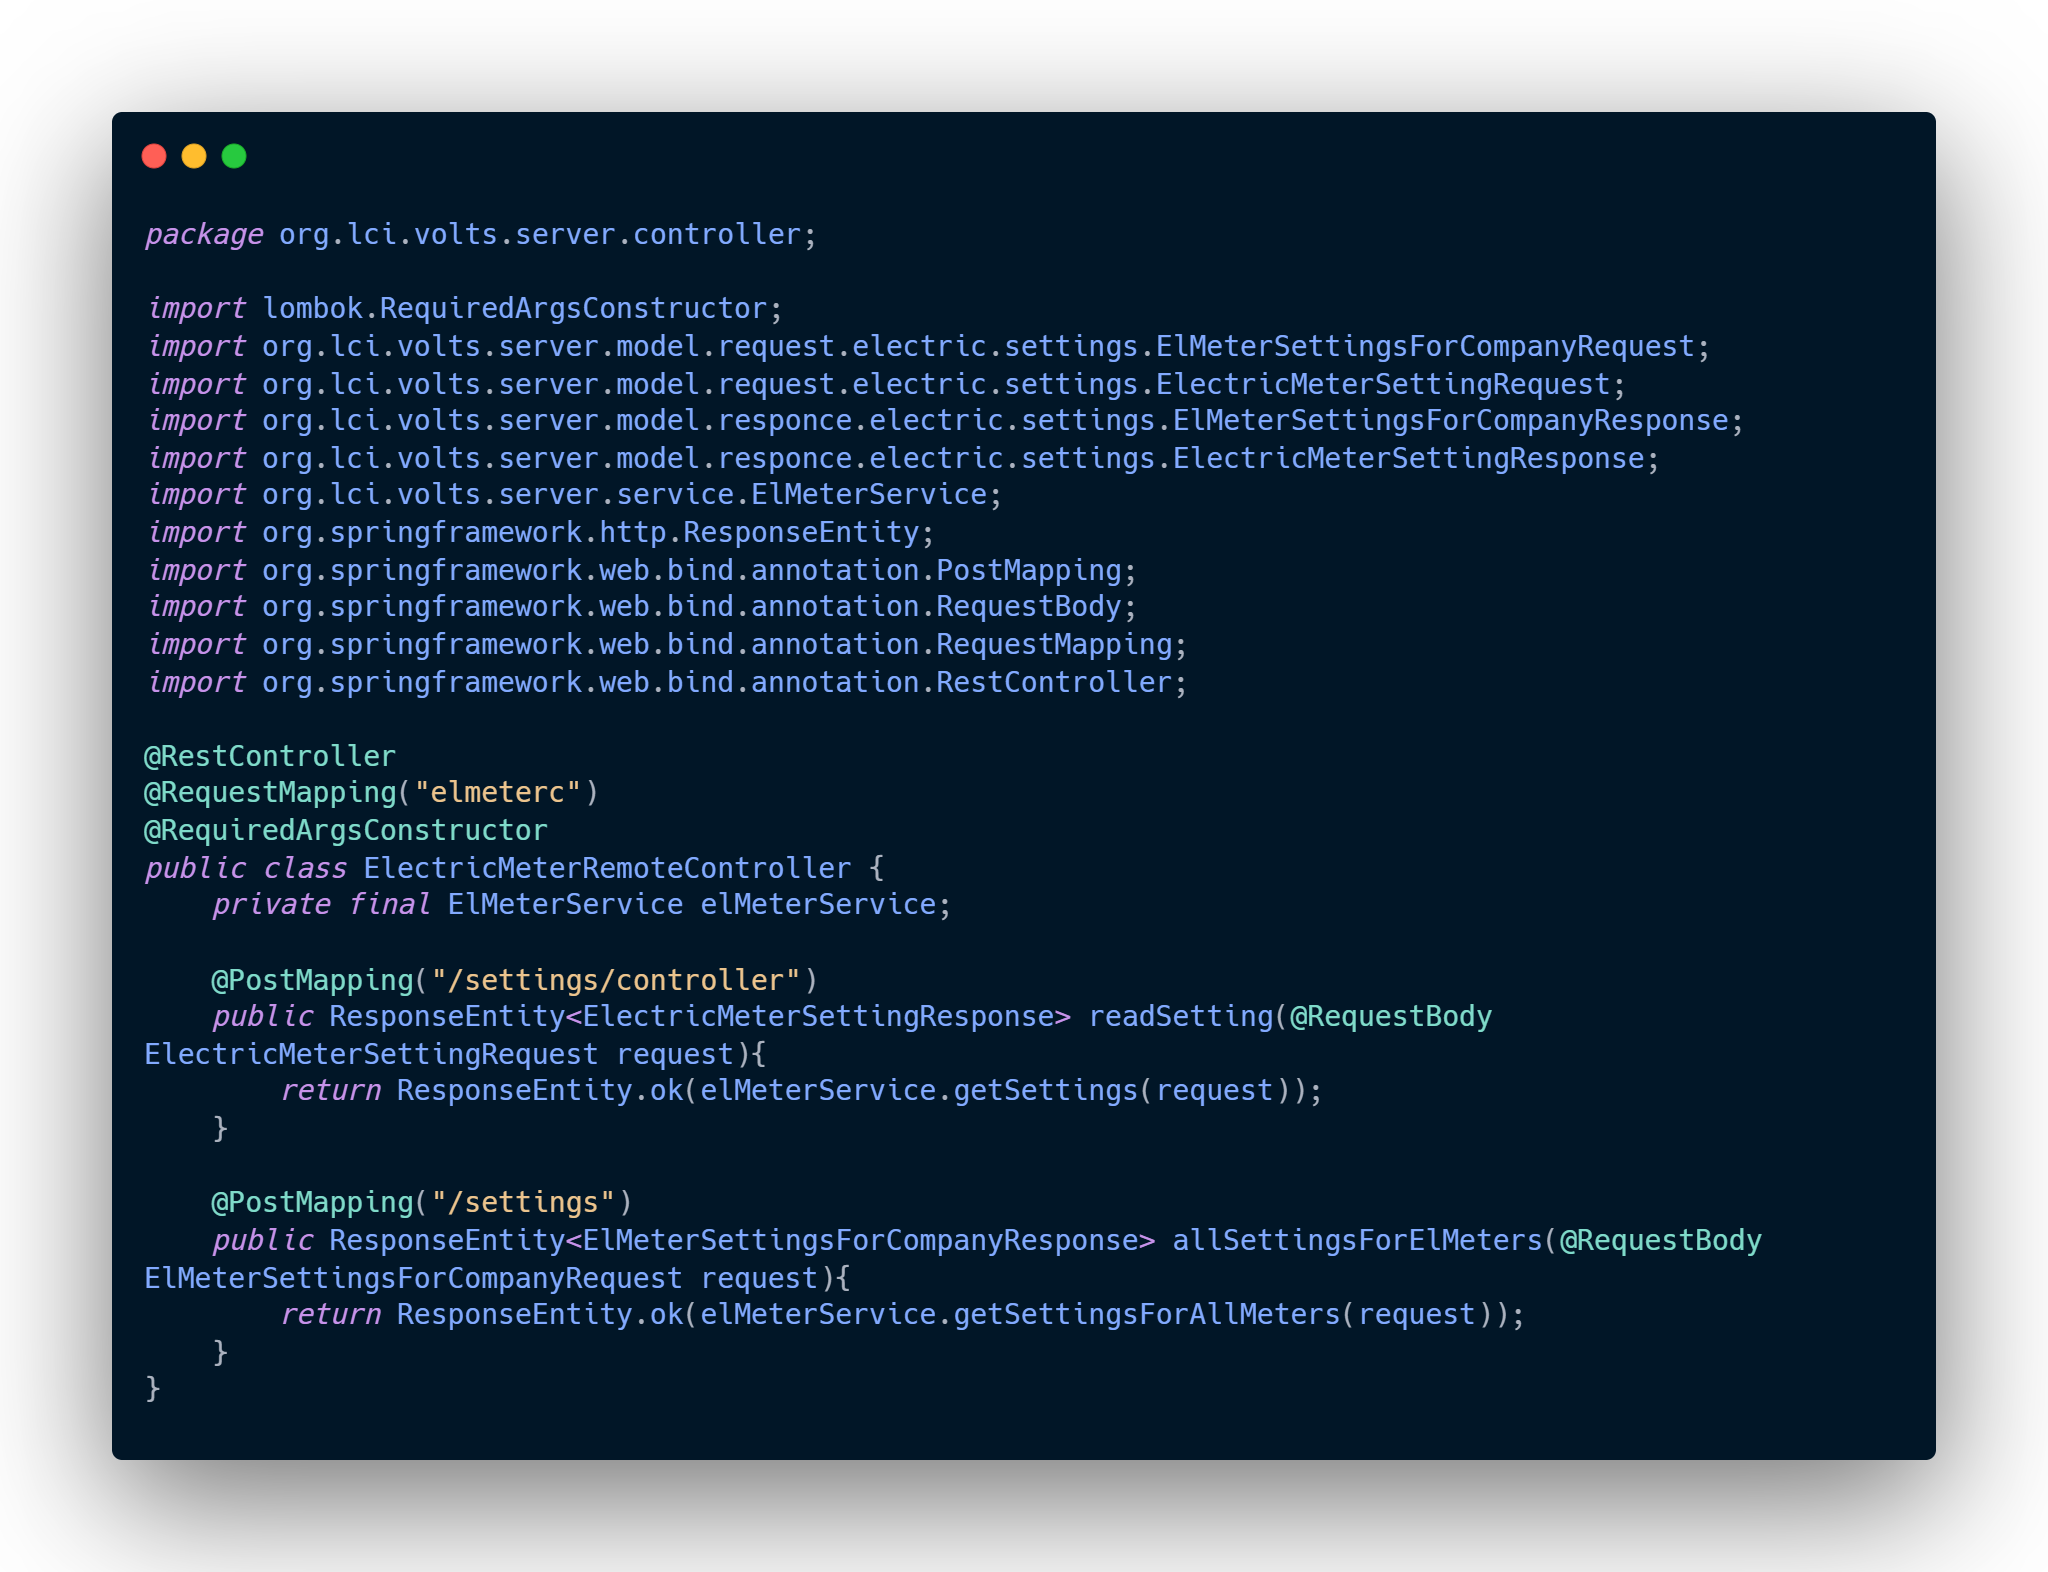 package org.lci.volts.server.controller;

import lombok.RequiredArgsConstructor;
import org.lci.volts.server.model.request.electric.settings.ElMeterSettingsForCompanyRequest;
import org.lci.volts.server.model.request.electric.settings.ElectricMeterSettingRequest;
import org.lci.volts.server.model.responce.electric.settings.ElMeterSettingsForCompanyResponse;
import org.lci.volts.server.model.responce.electric.settings.ElectricMeterSettingResponse;
import org.lci.volts.server.service.ElMeterService;
import org.springframework.http.ResponseEntity;
import org.springframework.web.bind.annotation.PostMapping;
import org.springframework.web.bind.annotation.RequestBody;
import org.springframework.web.bind.annotation.RequestMapping;
import org.springframework.web.bind.annotation.RestController;

@RestController
@RequestMapping("elmeterc")
@RequiredArgsConstructor
public class ElectricMeterRemoteController {
    private final ElMeterService elMeterService;

    @PostMapping("/settings/controller")
    public ResponseEntity<ElectricMeterSettingResponse> readSetting(@RequestBody
ElectricMeterSettingRequest request){
        return ResponseEntity.ok(elMeterService.getSettings(request));
    }

    @PostMapping("/settings")
    public ResponseEntity<ElMeterSettingsForCompanyResponse> allSettingsForElMeters(@RequestBody
ElMeterSettingsForCompanyRequest request){
        return ResponseEntity.ok(elMeterService.getSettingsForAllMeters(request));
    }
}